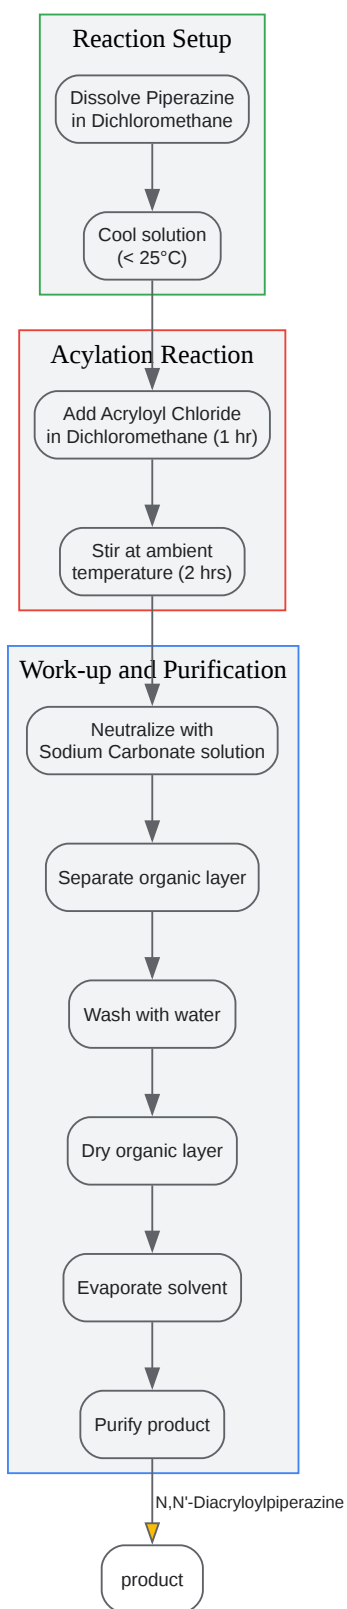 Reaction Setup
Dissolve Piperazine
in Dichloromethane
Cool solution
(< 25°C)
Acylation Reaction
Add Acryloyl Chloride
in Dichloromethane (1 hr)
Stir at ambient
temperature (2 hrs)
Work-up and Purification
Neutralize with
Sodium Carbonate solution
Separate organic layer
Wash with water
Dry organic layer
Evaporate solvent
Purify product
N,N'-Diacryloylpiperazine
product